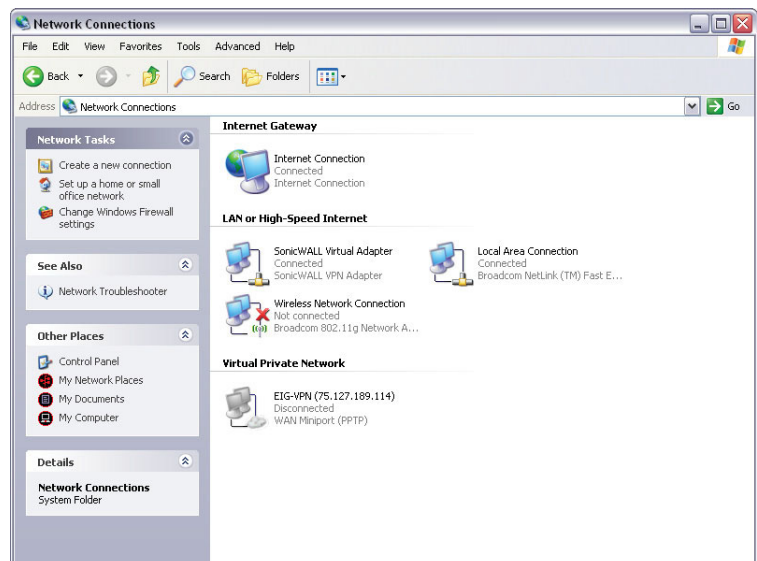 Network Connections
File Edit View Favorites Tools Advanced Help
Back Search Folders
Address Network Connections Go
Network Tasks
Create a new connection
Set up a home or small
office network
Change Windows Firewall
settings
See Also
Network Troubleshooter
Other Places
Control Panel
My Network Places
My Documents
My Computer
Details
Network Connections
System Folder
Internet Gateway
Internet Connection
Connected
Internet Connection
LAN or High-Speed Internet
SonicWALL Virtual Adapter
Connected
SonicWALL VPN Adapter
Local Area Connection
Connected
Broadcom NetLink (TM) Fast E...
Wireless Network Connection
Not connected
Broadcom 802.11g Network A...
Virtual Private Network
EIG-VPN (75.127.189.114)
Disconnected
WAN Miniport (PPTP)